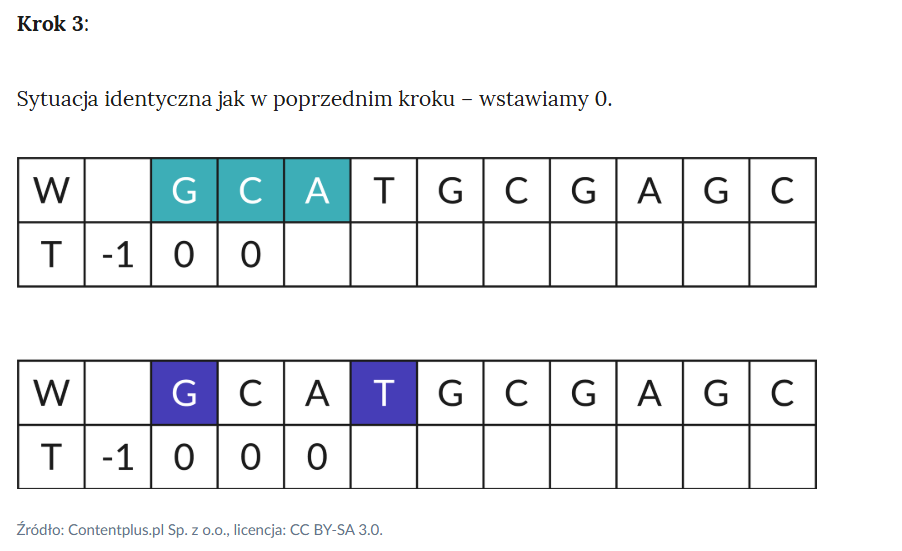 Krok 3:
Sytuacja identyczna jak w poprzednim kroku – wstawiamy 0.
W G C A T G C G A G C
T -1 0 0
W G C A T G C G A G C
T -1 0 0 0
Źródło: Contentplus.pl Sp. z o.o., licencja: CC BY-SA 3.0.